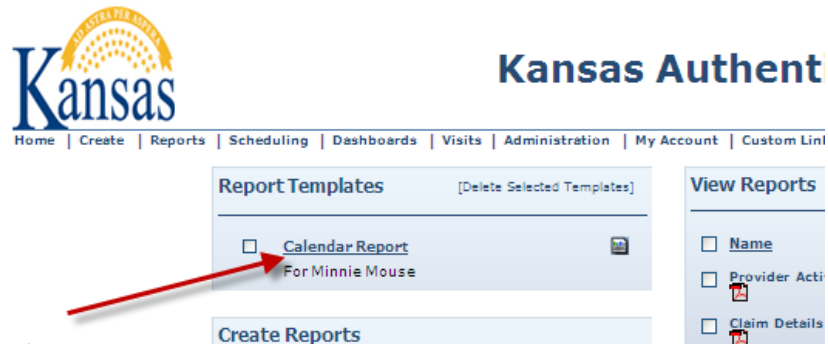 AD ASTRA PER ASPERA
Kansas
Kansas Authenti
Home | Create | Reports | Scheduling | Dashboards | Visits | Administration | My Account | Custom Lin
Report Templates [Delete Selected Templates]
Calendar Report
For Minnie Mouse
Create Reports
View Reports
Name
Provider Acti
Claim Details